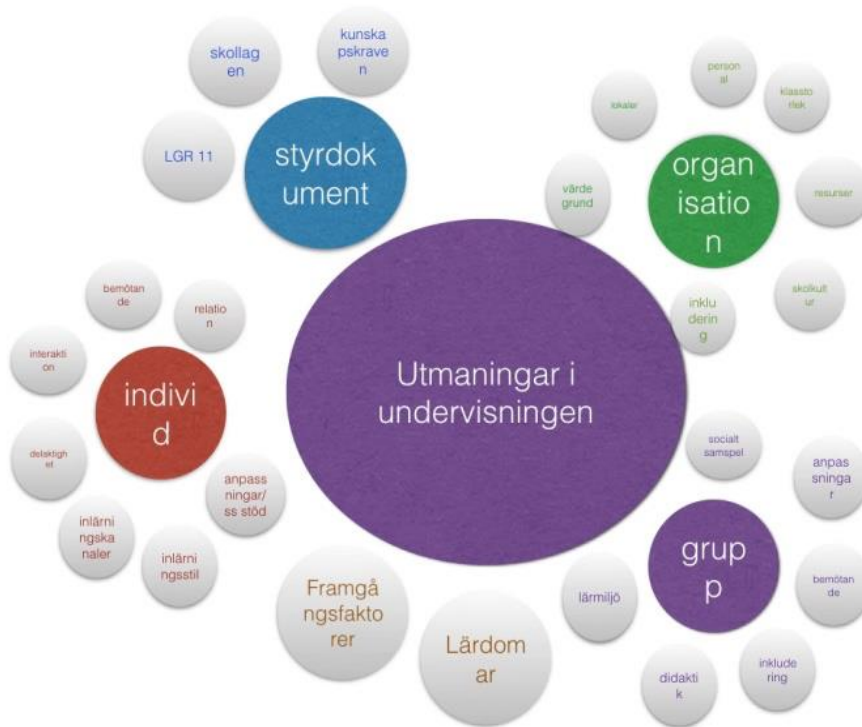 skollag
en
kunska
pskrave
n
LGR 11
styrdok
ument
person
al
klassto
rlek
lokaler
organ
isatio
n
resurser
värde
grund
skolkult
ur
inklu
derin
g
bemötan
de
relatio
n
interakti
on
indivi
d
delaktigh
et
anpass
ningar/
ss stöd
inlärni
ngska
naler
inlärni
ngsstil
Utmaningar i
undervisningen
socialt
samspel
anpas
sninga
r
grup
p
bemötan
de
lärmiljö
inklude
ring
didakti
k
Framgå
ngsfakto
rer
Lärdom
ar